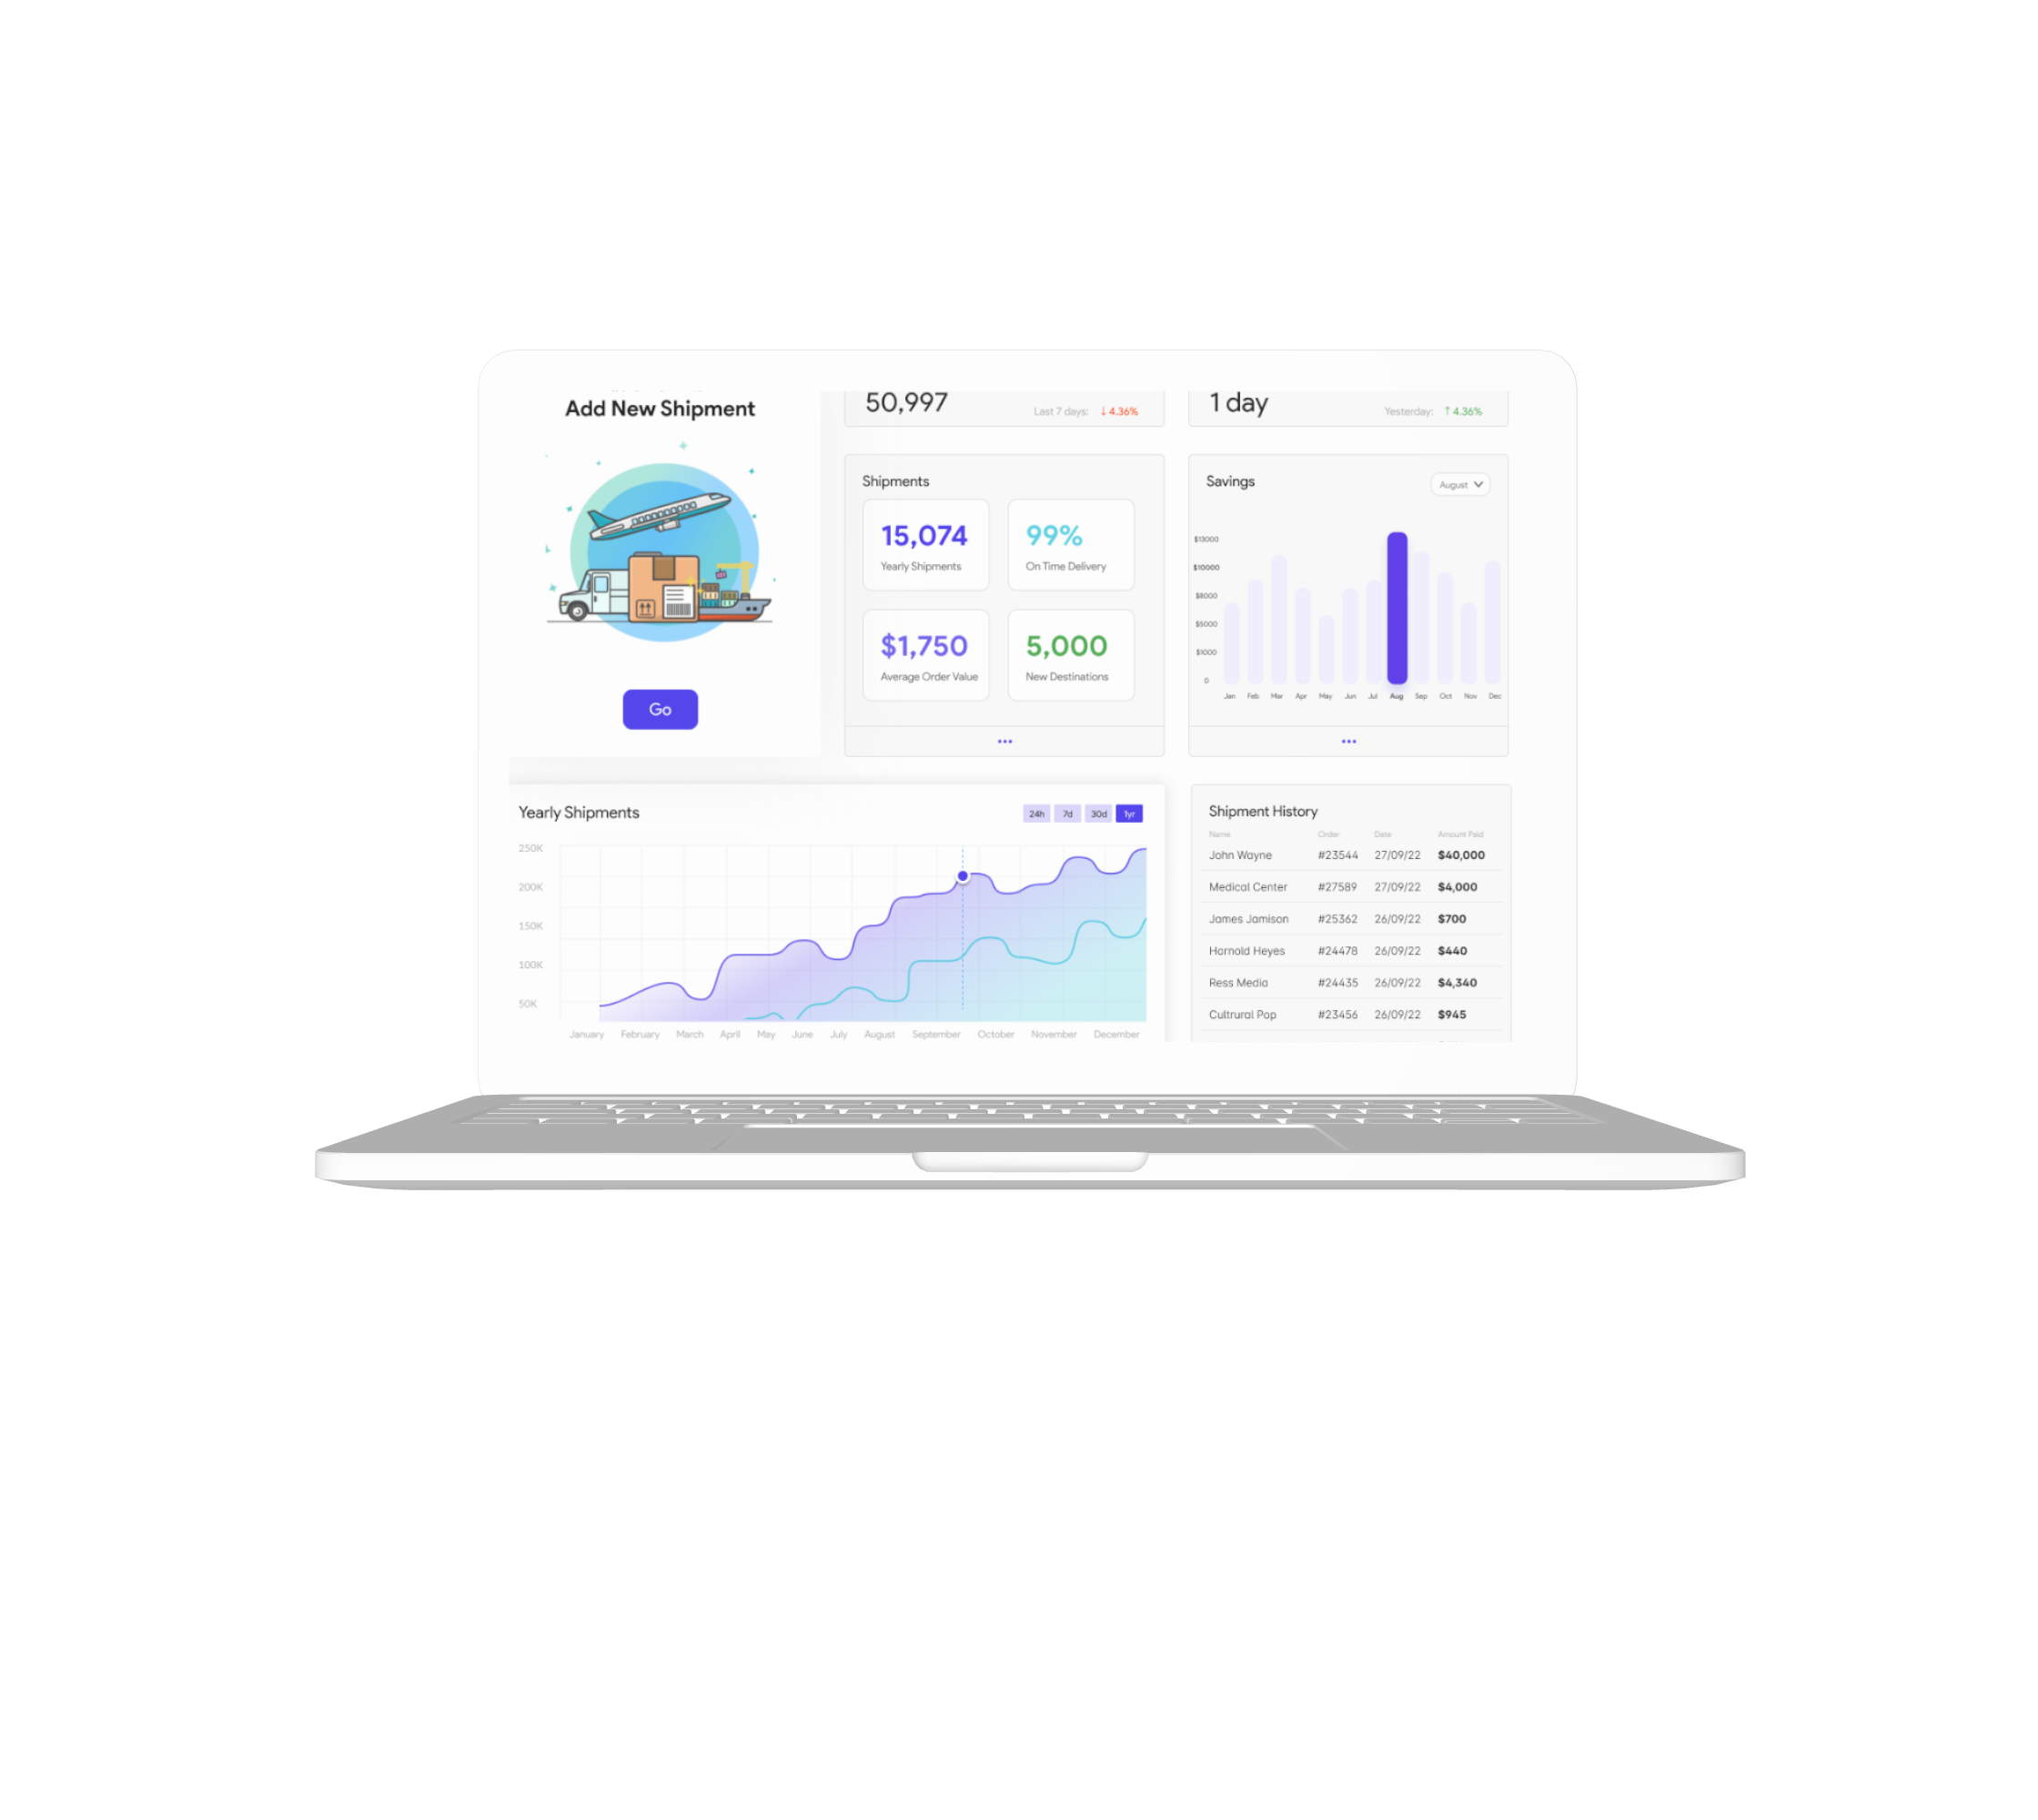 Add New Shipment
Go
50,997
Last 7 days: ↓ 4.36%
1 day
Yesterday: ↑ 4.36%
Shipments
15,074
Yearly Shipments
99%
On Time Delivery
$1,750
Average Order Value
5,000
New Destinations
Savings
August
$13000
$10000
$8000
$5000
$1000
0
Jan Feb Mar Apr May Jun Jul Aug Sep Oct Nov Dec
Yearly Shipments
24h 7d 30d 1yr
250K
200K
150K
100K
50K
January February March April May June July August September October November December
Shipment History
Name Order Date Amount Paid
John Wayne #23544 27/09/22 $40,000
Medical Center #27589 27/09/22 $4,000
James Jamison #25362 26/09/22 $700
Harnold Heyes #24478 26/09/22 $440
Ress Media #24435 26/09/22 $4,340
Cultrural Pop #23456 26/09/22 $945